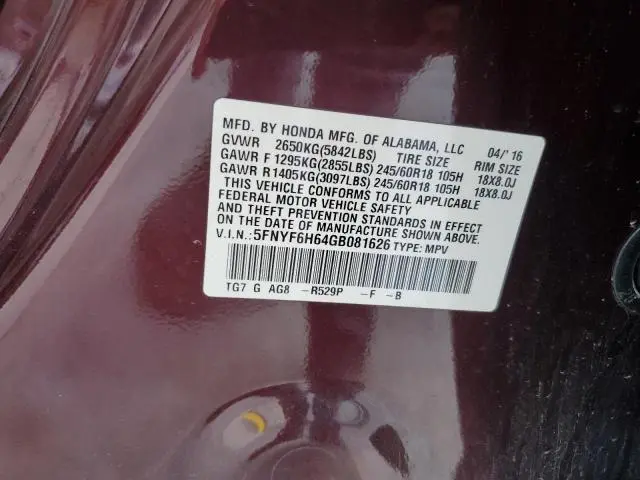 MFD. BY HONDA MFG. OF ALABAMA, LLC 04/'16
GVWR 2650KG(5842LBS) TIRE SIZE RIM SIZE
GAWR F 1295KG(2855LBS) 245/60R18 105H 18X8.0J
GAWR R 1405KG(3097LBS) 245/60R18 105H 18X8.0J
THIS VEHICLE CONFORMS TO ALL APPLICABLE
FEDERAL MOTOR VEHICLE SAFETY
AND THEFT PREVENTION STANDARDS IN EFFECT
ON THE DATE OF MANUFACTURE SHOWN ABOVE.
V.I.N.:5FNYF6H64GB081626 TYPE: MPV
TG7 G AG8 -R529P -F -B